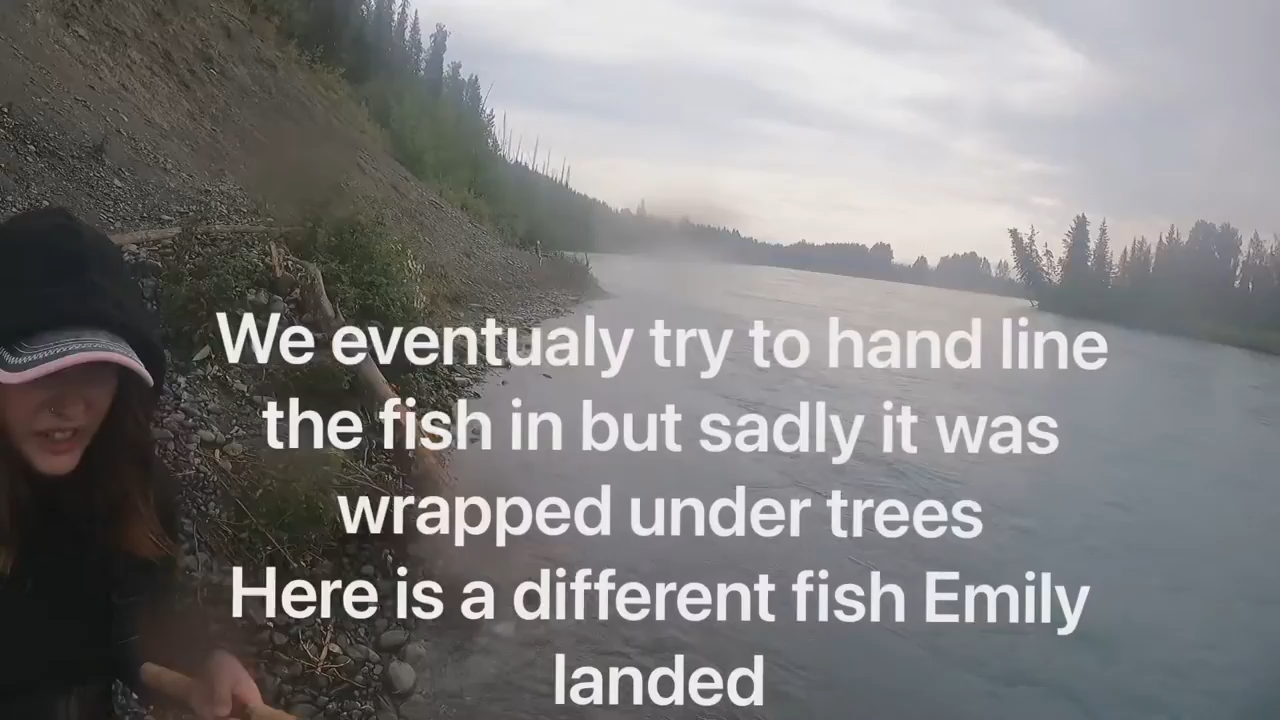 We eventualy try to hand line
the fish in but sadly it was
wrapped under trees
Here is a different fish Emily
landed